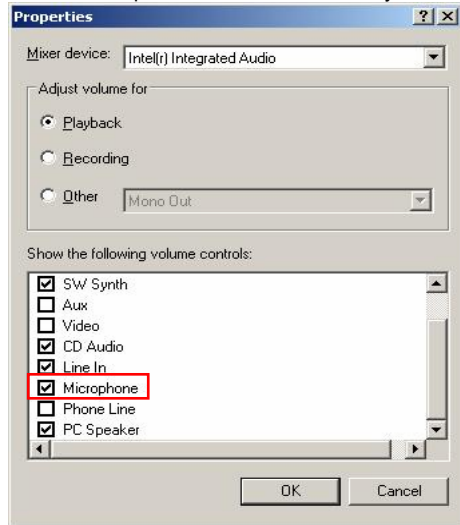 Properties
Mixer device: Intel(r) Integrated Audio
Adjust volume for
Playback
Recording
Other Mono Out
Show the following volume controls:
SW Synth
Aux
Video
CD Audio
Line In
Microphone
Phone Line
PC Speaker
OK Cancel